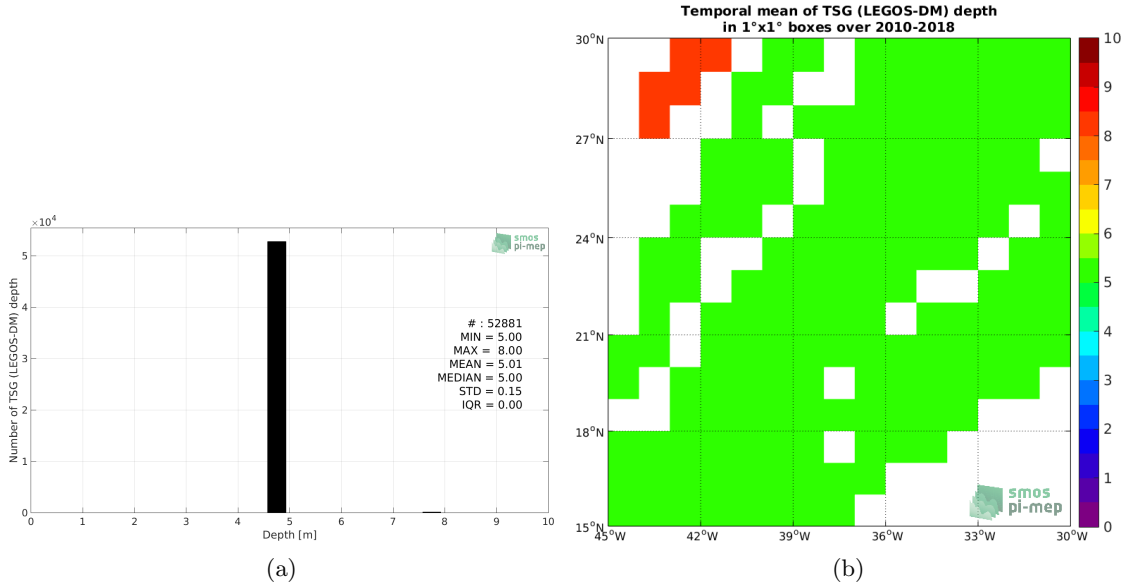 Temporal mean of TSG (LEGOS-DM) depth
in 1°x1° boxes over 2010-2018
×10⁴
Number of TSG (LEGOS-DM) depth
5
4
3
2
1
0
0 1 2 3 4 5 6 7 8 9 10
Depth [m]
smos
pi-mep
# : 52881
MIN = 5.00
MAX = 8.00
MEAN = 5.01
MEDIAN = 5.00
STD = 0.15
IQR = 0.00
(a)
30°N
27°N
24°N
21°N
18°N
15°N
45°W 42°W 39°W 36°W 33°W 30°W
smos
pi-mep
10
9
8
7
6
5
4
3
2
1
0
(b)